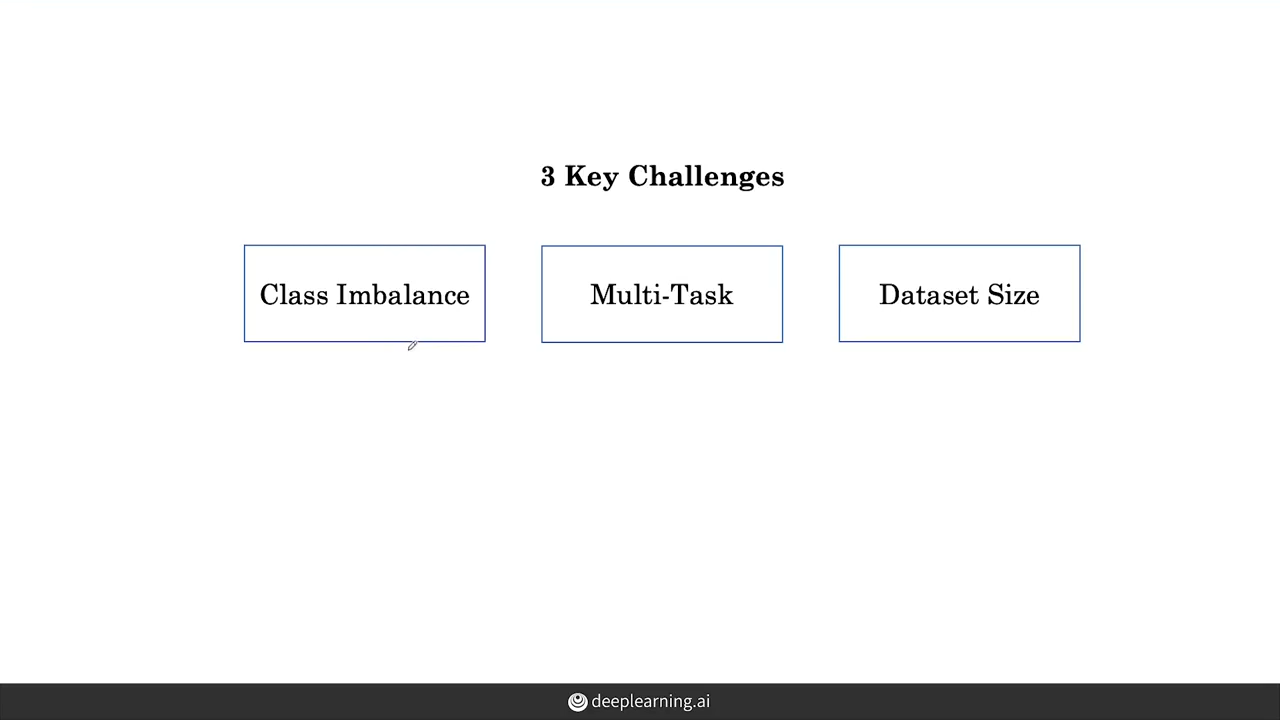 3 Key Challenges
Class Imbalance
Multi-Task
Dataset Size
deeplearning.ai